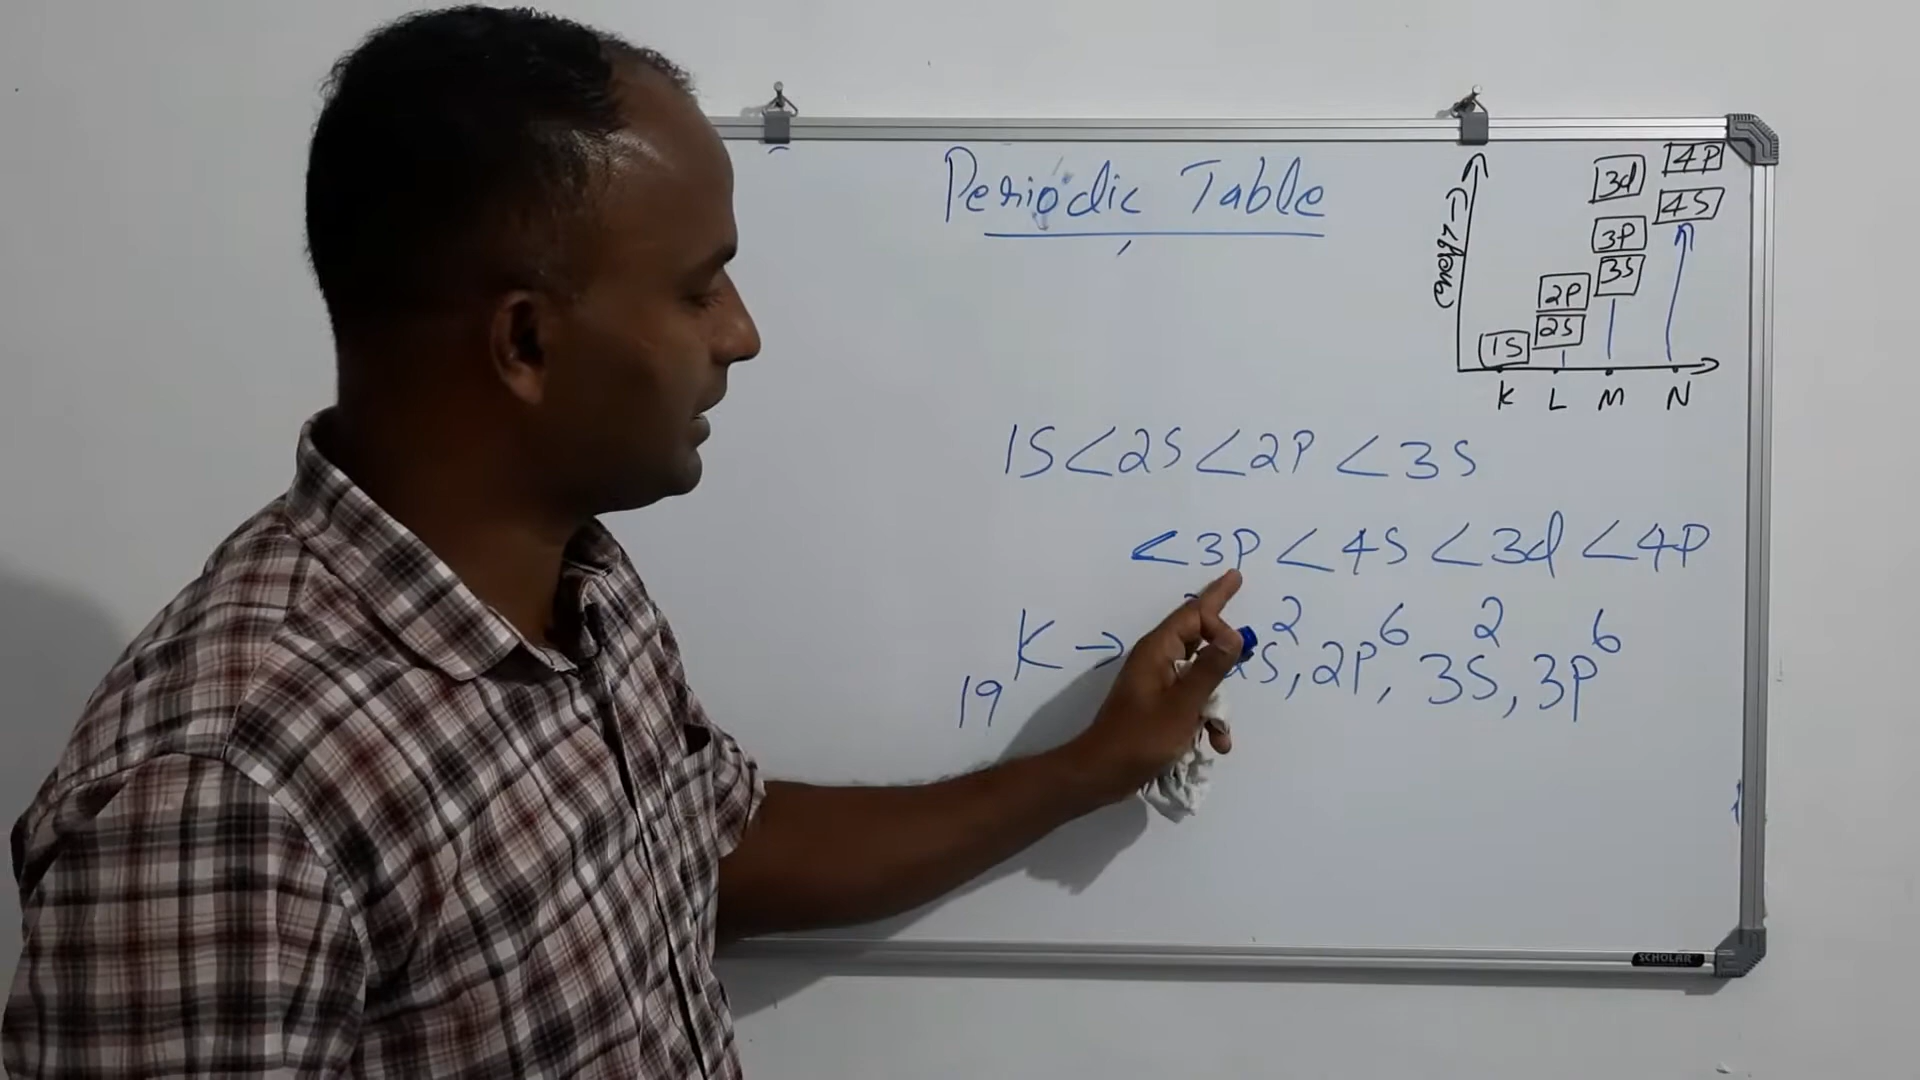 Periodic Table
Energy →
3d
4P
4S
3P
3S
2P
2S
1S
K L M N
1S < 2S < 2P < 3S
< 3P < 4S < 3d < 4P
₁₉K → 2S², 2P⁶, 3S², 3P⁶
SCHOLAR